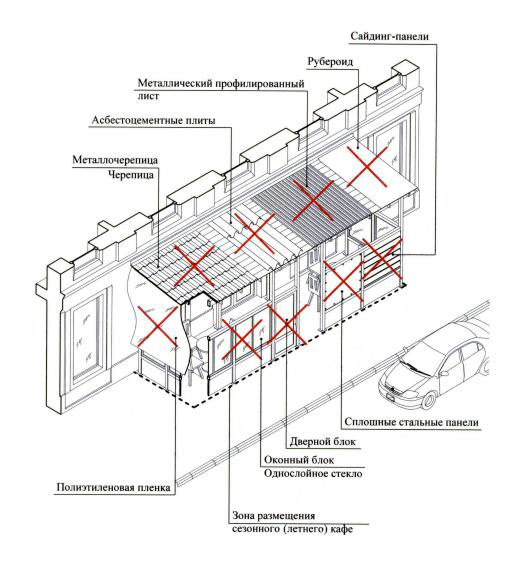 Сайдинг-панели
Рубероид
Металлический профилированный
лист
Асбестоцементные плиты
Металлочерепица
Черепица
Сплошные стальные панели
Дверной блок
Оконный блок
Однослойное стекло
Полиэтиленовая пленка
Зона размещения
сезонного (летнего) кафе